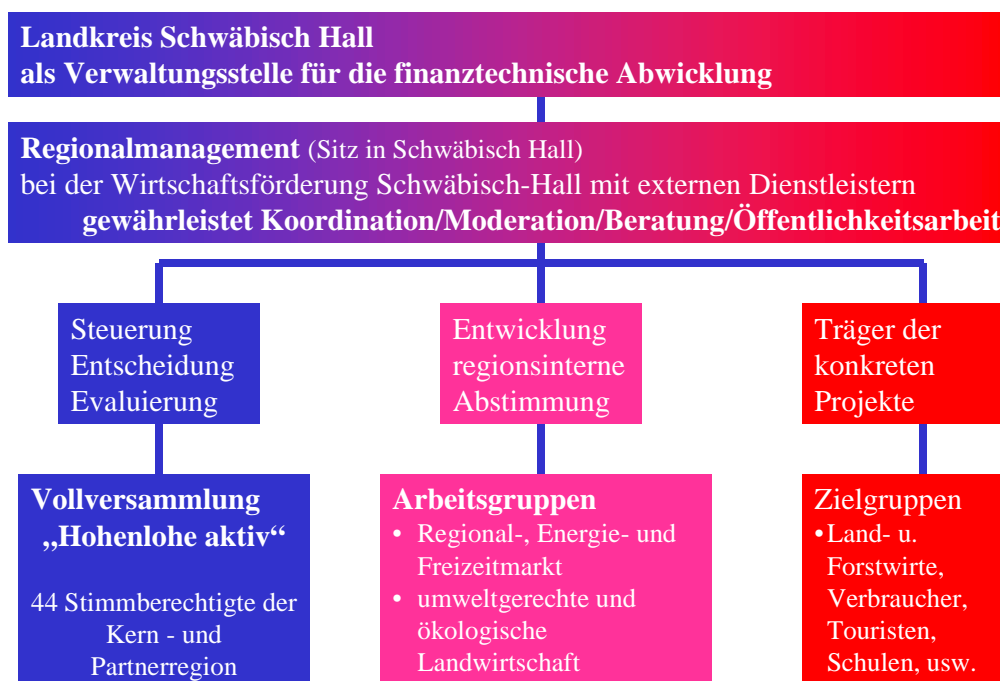 Landkreis Schwäbisch Hall
als Verwaltungsstelle für die finanztechnische Abwicklung
Regionalmanagement (Sitz in Schwäbisch Hall)
bei der Wirtschaftsförderung Schwäbisch-Hall mit externen Dienstleistern
gewährleistet Koordination/Moderation/Beratung/Öffentlichkeitsarbeit
Steuerung
Entscheidung
Evaluierung
Entwicklung
regionsinterne
Abstimmung
Träger der
konkreten
Projekte
Vollversammlung
„Hohenlohe aktiv“
44 Stimmberechtigte der
Kern - und
Partnerregion
Arbeitsgruppen
• Regional-, Energie- und
Freizeitmarkt
• umweltgerechte und
ökologische
Landwirtschaft
Zielgruppen
• Land- u.
Forstwirte,
Verbraucher,
Touristen,
Schulen, usw.